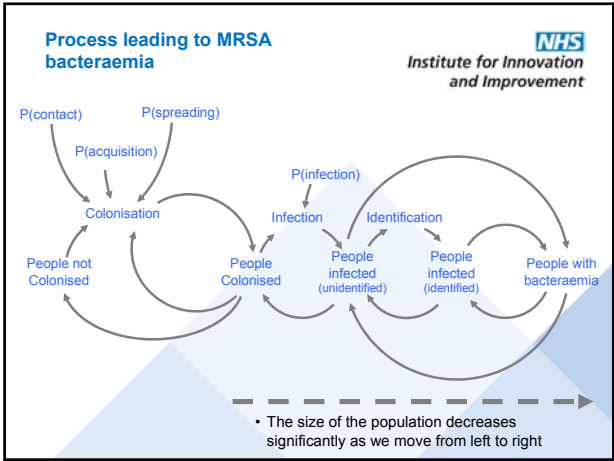 Process leading to MRSA
bacteraemia
NHS
Institute for Innovation
and Improvement
P(contact)
P(spreading)
P(acquisition)
P(infection)
Colonisation
Infection
Identification
People not
Colonised
People
Colonised
People
infected
(unidentified)
People
infected
(identified)
People with
bacteraemia
• The size of the population decreases
significantly as we move from left to right